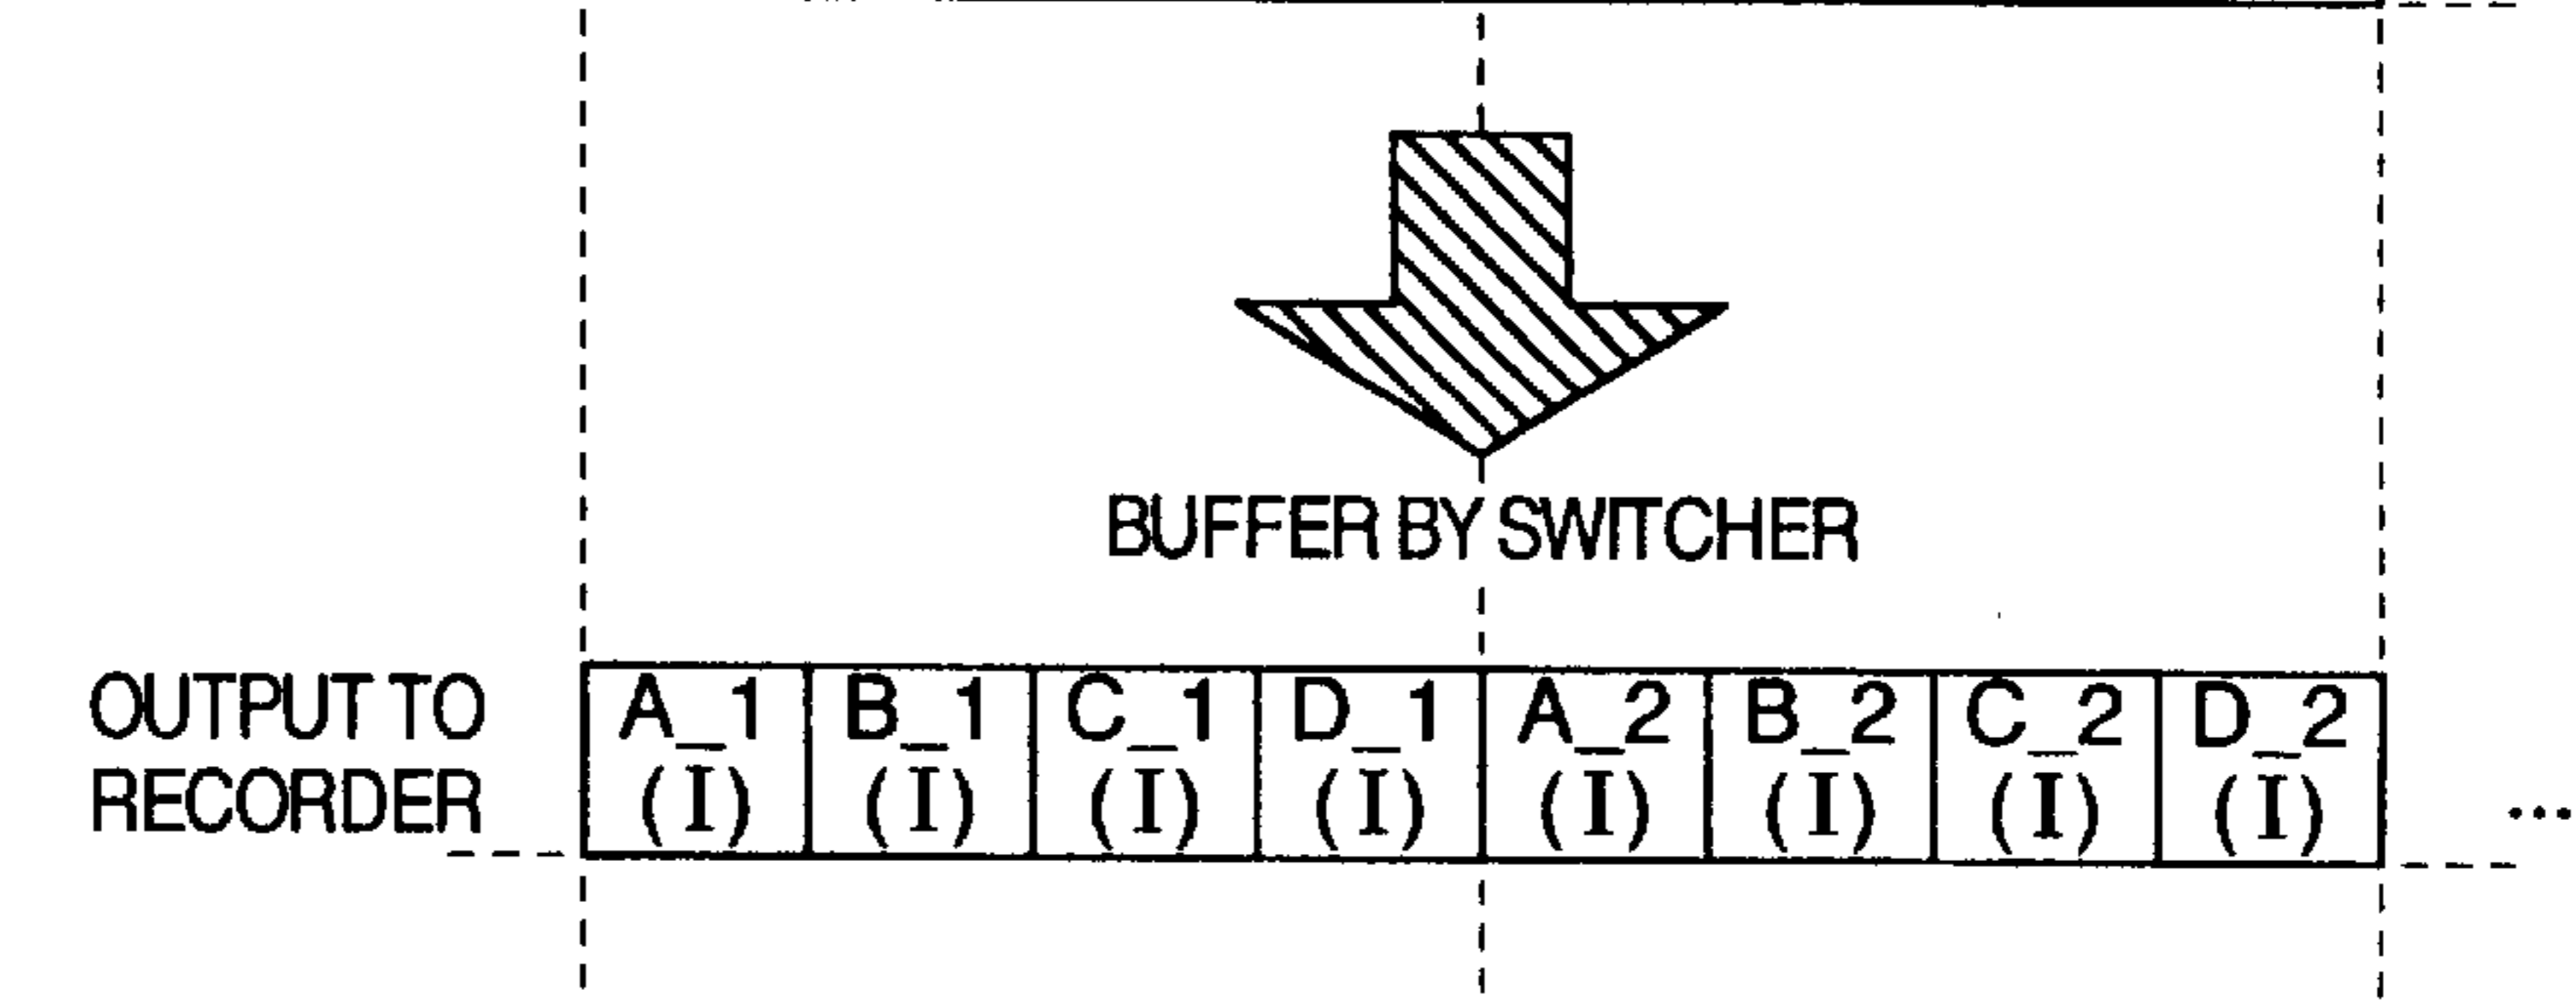 BUFFER BY SWITCHER
OUTPUT TO
RECORDER
A_1 B_1 C_1 D_1 A_2 B_2 C_2 D_2
(I) (I) (I) (I) (I) (I) (I) (I)
...